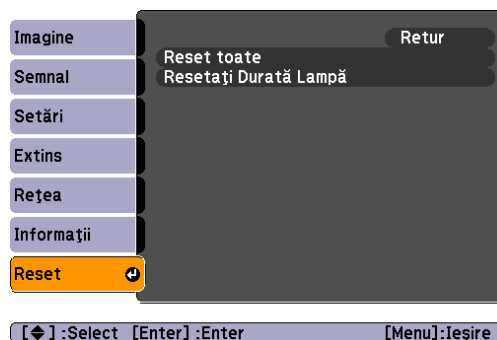 Imagine
Semnal
Setări
Extins
Reţea
Informaţii
Reset
Retur
Reset toate
Resetaţi Durată Lampă
[◆] :Select [Enter] :Enter [Menu]:Ieşire